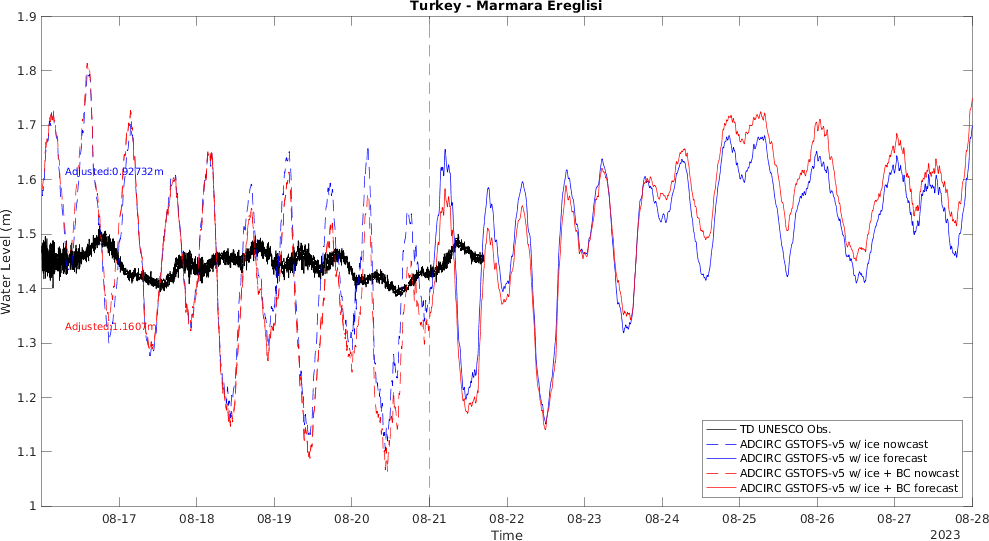 Turkey - Marmara Ereglisi
1.9
1.8
1.7
1.6
1.5
1.4
1.3
1.2
1.1
1
Water Level (m)
Adjusted:0.92732m
Adjusted:1.1607m
TD UNESCO Obs.
ADCIRC GSTOFS-v5 w/ ice nowcast
ADCIRC GSTOFS-v5 w/ ice forecast
ADCIRC GSTOFS-v5 w/ ice + BC nowcast
ADCIRC GSTOFS-v5 w/ ice + BC forecast
08-17 08-18 08-19 08-20 08-21 08-22 08-23 08-24 08-25 08-26 08-27 08-28
Time
2023